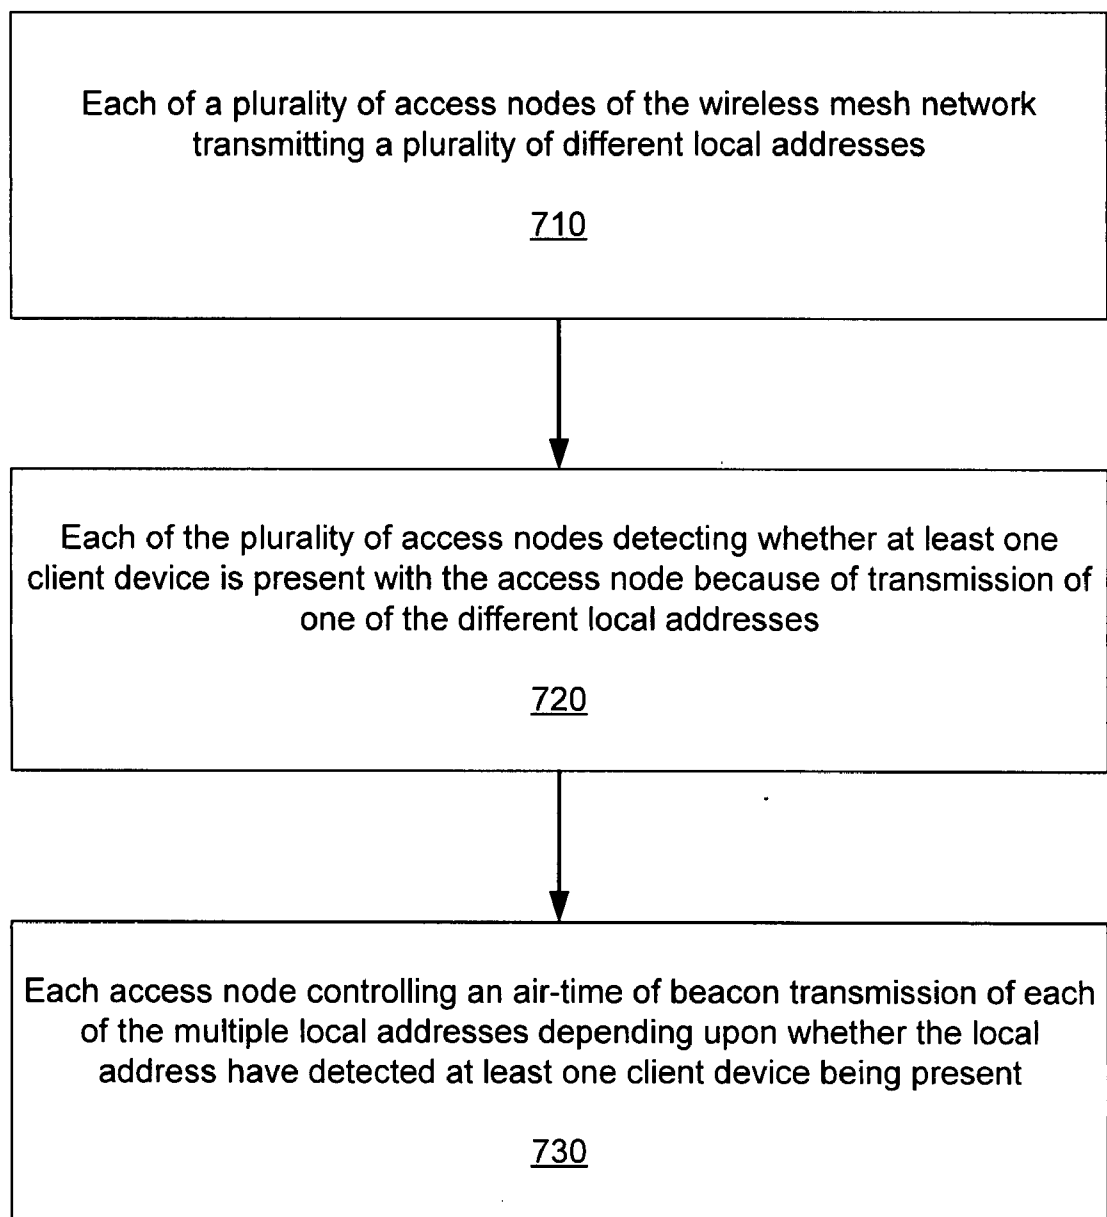 Each of a plurality of access nodes of the wireless mesh network
transmitting a plurality of different local addresses
710
Each of the plurality of access nodes detecting whether at least one
client device is present with the access node because of transmission of
one of the different local addresses
720
Each access node controlling an air-time of beacon transmission of each
of the multiple local addresses depending upon whether the local
address have detected at least one client device being present
730